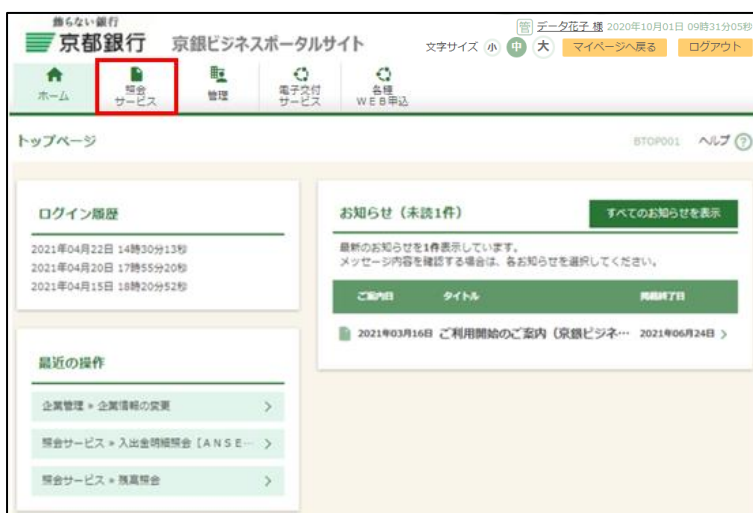 飾らない銀行
京都銀行 京銀ビジネスポータルサイト
管 データ花子 様 2020年10月01日 09時31分05秒
文字サイズ 小 中 大 マイページへ戻る ログアウト
ホーム
照会
サービス
管理
電子交付
サービス
各種
WEB申込
トップページ
BTOP001 ヘルプ ?
ログイン履歴
2021年04月22日 14時30分13秒
2021年04月20日 17時55分20秒
2021年04月15日 18時20分52秒
最近の操作
企業管理 » 企業情報の変更
照会サービス » 入出金明細照会〔ANSE…
照会サービス » 残高照会
お知らせ（未読1件）
すべてのお知らせを表示
最新のお知らせを1件表示しています。
メッセージ内容を確認する場合は、各お知らせを選択してください。
ご案内日 タイトル 掲載終了日
2021年03月16日 ご利用開始のご案内（京銀ビジネ… 2021年06月24日